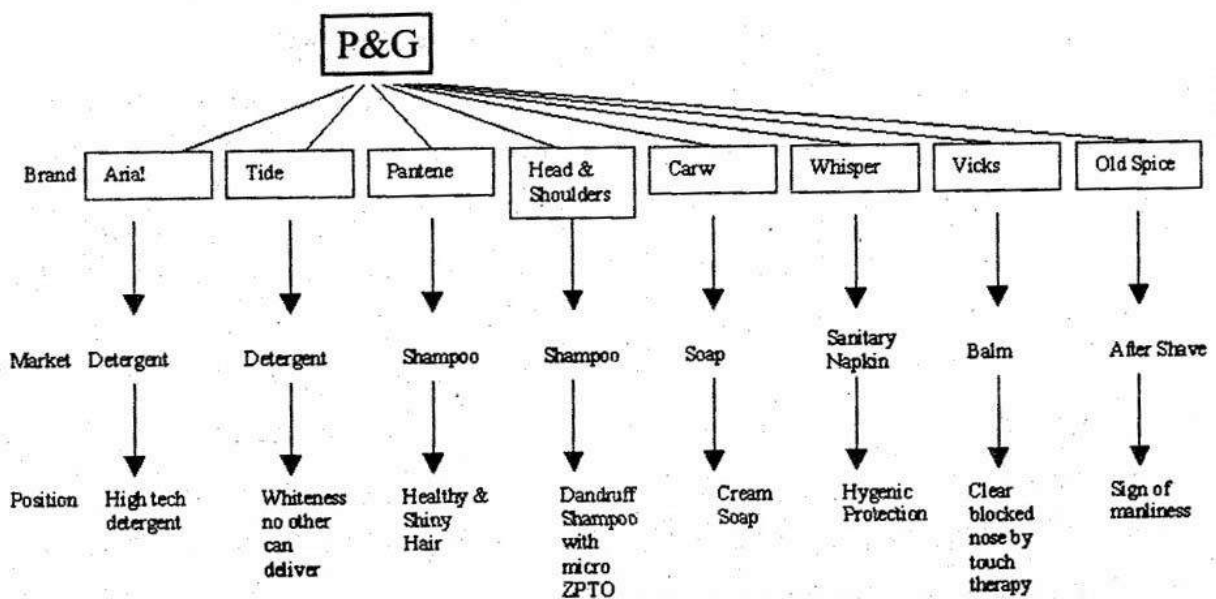 P&G
Brand
Aria!
Tide
Pantene
Head &
Shoulders
Carw
Whisper
Vicks
Old Spice
Market
Detergent
Detergent
Shampoo
Shampoo
Soap
Sanitary
Napkin
Balm
After Shave
Position
High tech
detergent
Whiteness
no other
can
deliver
Healthy &
Shiny
Hair
Dandruff
Shampoo
with
micro
ZPTO
Cream
Soap
Hygenic
Protection
Clear
blocked
nose by
touch
therapy
Sign of
manliness